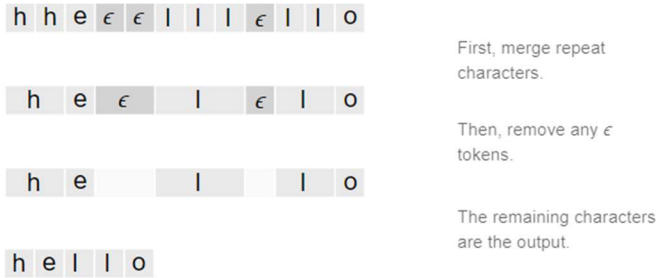 h h e ϵ ϵ l l l ϵ l l o
First, merge repeat
characters.
h e ϵ l ϵ l o
Then, remove any ϵ
tokens.
h e l l o
The remaining characters
are the output.
h e l l o